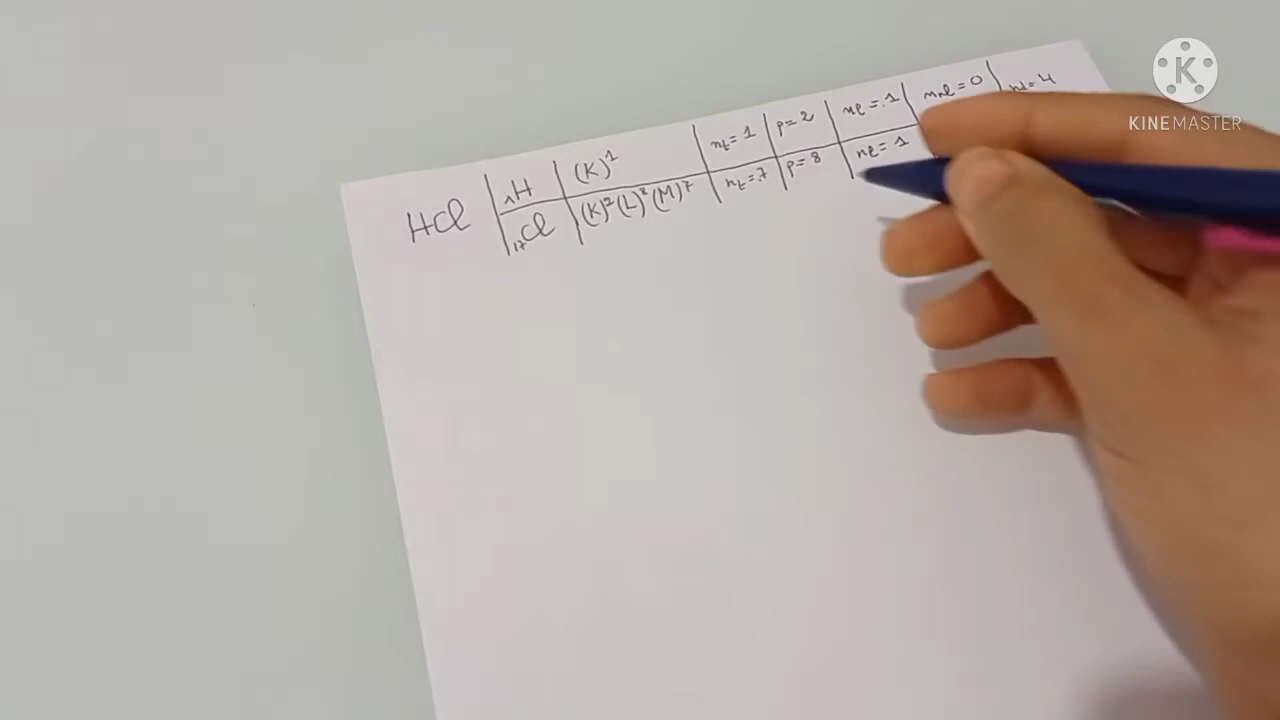 K
KINEMASTER
HCl
₁H (K)¹ nt = 1 p = 2 nl = 1 nnl = 0 = 4
₁₇Cl (K)²(L)⁸(M)⁷ nt = 7 p = 8 nl = 1